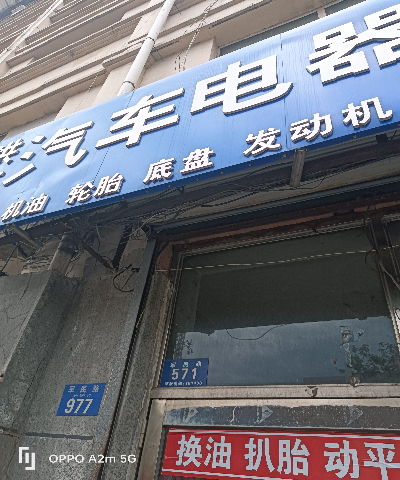 汽车电器
机油 轮胎 底盘 发动机
571
977
换油 扒胎 动平
OPPO A2m 5G